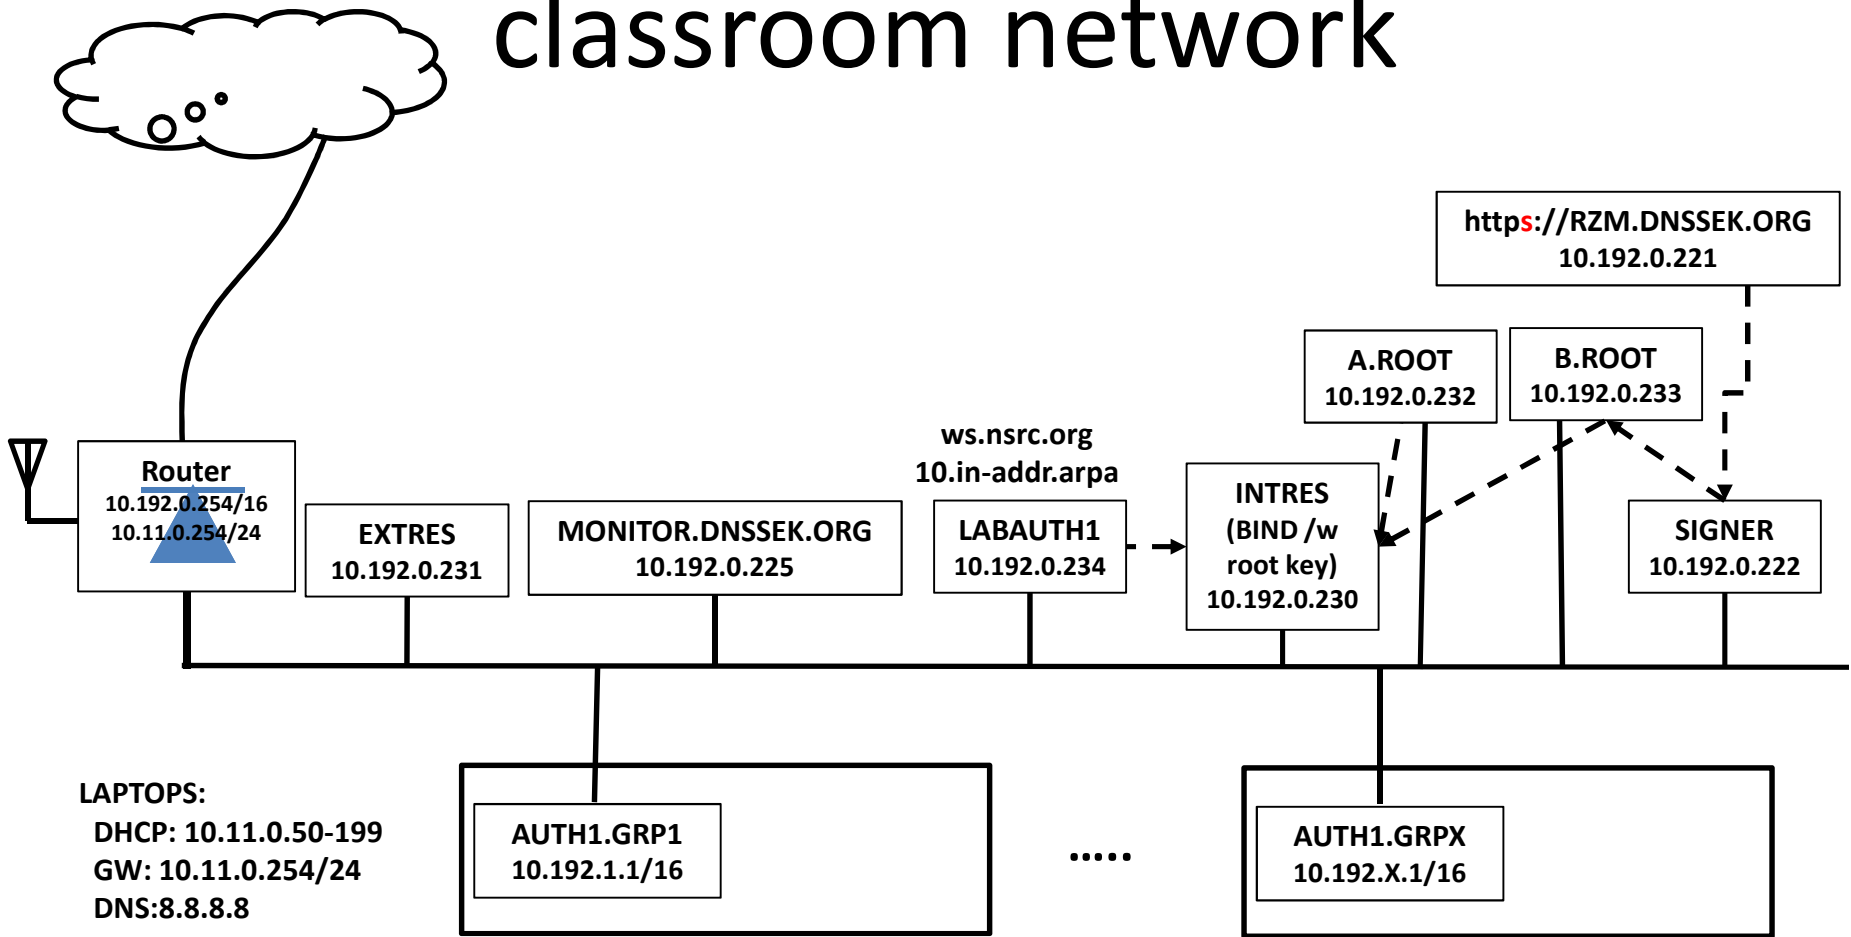 classroom network
https://RZM.DNSSEK.ORG
10.192.0.221
A.ROOT
10.192.0.232
B.ROOT
10.192.0.233
Router
10.192.0.254/16
10.11.0.254/24
EXTRES
10.192.0.231
MONITOR.DNSSEK.ORG
10.192.0.225
ws.nsrc.org
10.in-addr.arpa
LABAUTH1
10.192.0.234
INTRES
(BIND /w
root key)
10.192.0.230
SIGNER
10.192.0.222
LAPTOPS:
DHCP: 10.11.0.50-199
GW: 10.11.0.254/24
DNS:8.8.8.8
AUTH1.GRP1
10.192.1.1/16
.....
AUTH1.GRPX
10.192.X.1/16